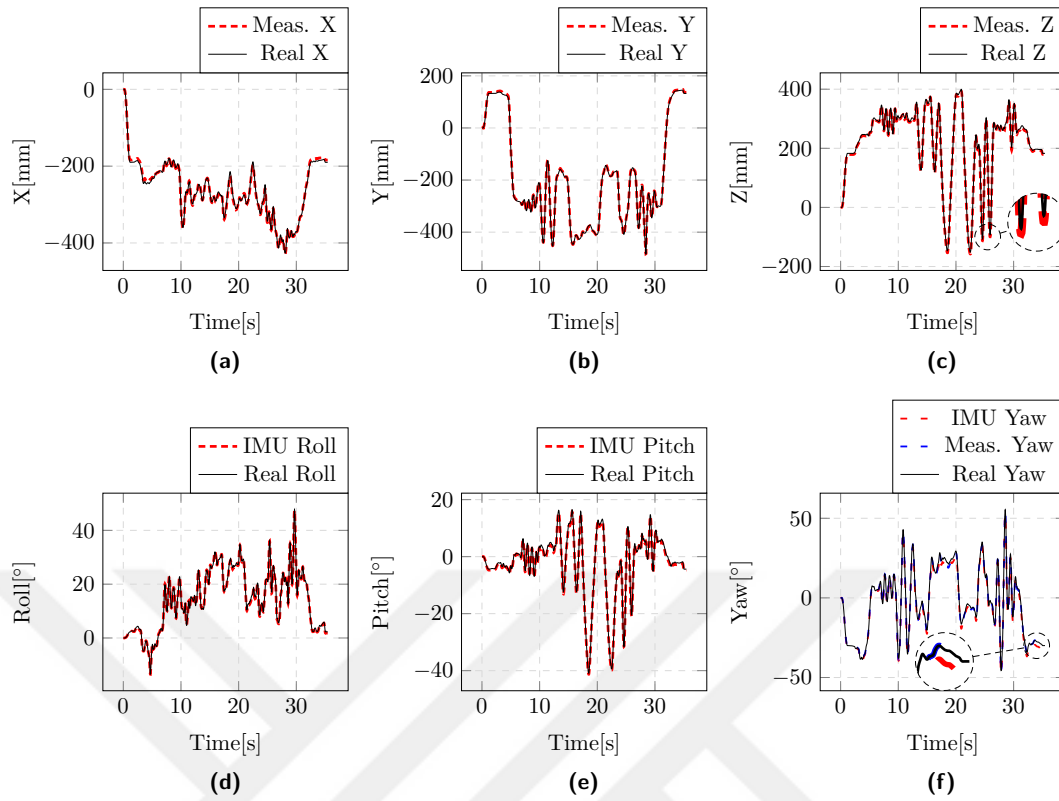 Meas. X
Real X
0
−200
−400
X[mm]
0 10 20 30
Time[s]
(a)
Meas. Y
Real Y
200
0
−200
−400
Y[mm]
0 10 20 30
Time[s]
(b)
Meas. Z
Real Z
400
200
0
−200
Z[mm]
0 10 20 30
Time[s]
(c)
IMU Roll
Real Roll
40
20
0
Roll[°]
0 10 20 30
Time[s]
(d)
IMU Pitch
Real Pitch
20
0
−20
−40
Pitch[°]
0 10 20 30
Time[s]
(e)
IMU Yaw
Meas. Yaw
Real Yaw
50
0
−50
Yaw[°]
0 10 20 30
Time[s]
(f)